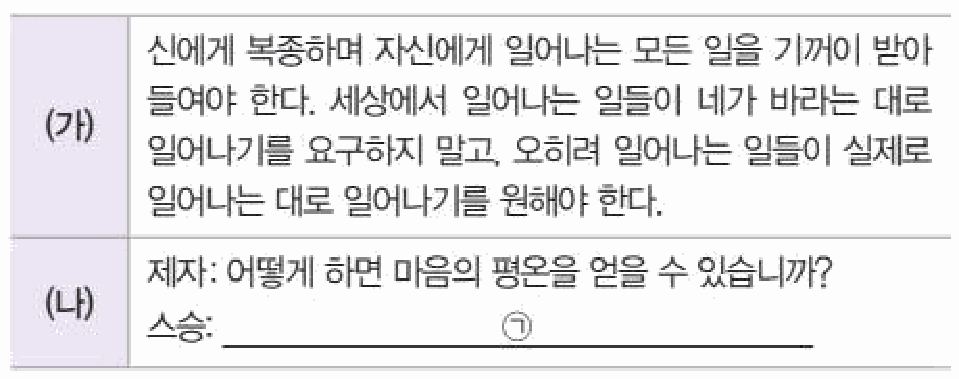 (가)
신에게 복종하며 자신에게 일어나는 모든 일을 기꺼이 받아
들여야 한다. 세상에서 일어나는 일들이 네가 바라는 대로
일어나기를 요구하지 말고, 오히려 일어나는 일들이 실제로
일어나는 대로 일어나기를 원해야 한다.
(나)
제자: 어떻게 하면 마음의 평온을 얻을 수 있습니까?
스승: ㉠